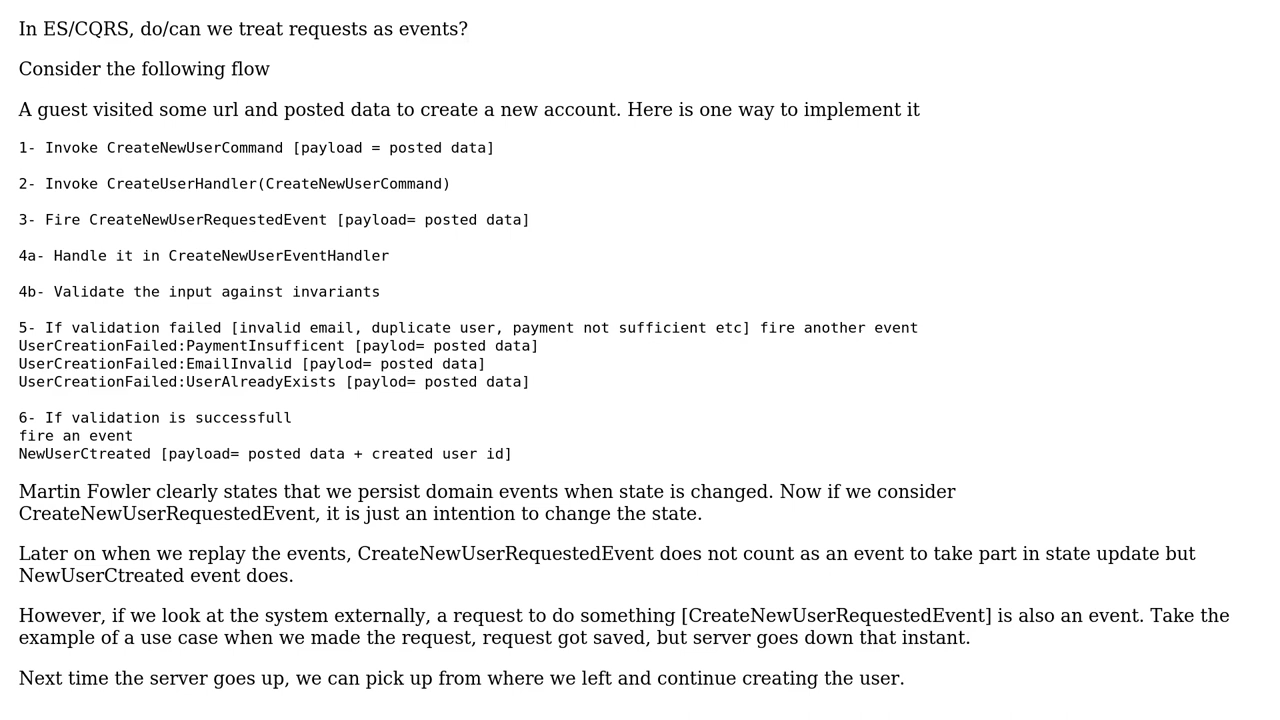 In ES/CQRS, do/can we treat requests as events?
Consider the following flow
A guest visited some url and posted data to create a new account. Here is one way to implement it
1- Invoke CreateNewUserCommand [payload = posted data]
2- Invoke CreateUserHandler(CreateNewUserCommand)
3- Fire CreateNewUserRequestedEvent [payload= posted data]
4a- Handle it in CreateNewUserEventHandler
4b- Validate the input against invariants
5- If validation failed [invalid email, duplicate user, payment not sufficient etc] fire another event
UserCreationFailed:PaymentInsufficent [paylod= posted data]
UserCreationFailed:EmailInvalid [paylod= posted data]
UserCreationFailed:UserAlreadyExists [paylod= posted data]
6- If validation is successfull
fire an event
NewUserCtreated [payload= posted data + created user id]
Martin Fowler clearly states that we persist domain events when state is changed. Now if we consider
CreateNewUserRequestedEvent, it is just an intention to change the state.
Later on when we replay the events, CreateNewUserRequestedEvent does not count as an event to take part in state update but
NewUserCtreated event does.
However, if we look at the system externally, a request to do something [CreateNewUserRequestedEvent] is also an event. Take the
example of a use case when we made the request, request got saved, but server goes down that instant.
Next time the server goes up, we can pick up from where we left and continue creating the user.